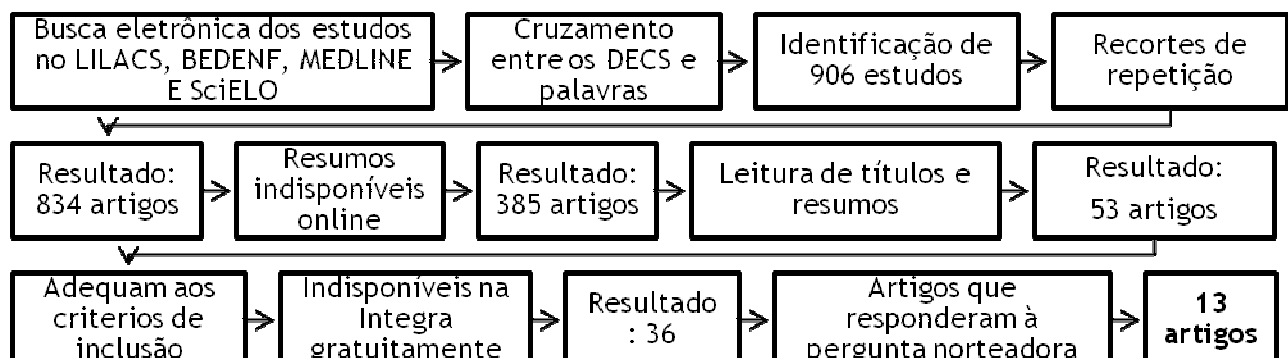 Busca eletrônica dos estudos
no LILACS, BEDENF, MEDLINE
E SciELO
Cruzamento
entre os DECS e
palavras
Identificação de
906 estudos
Recortes de
repetição
Resultado:
834 artigos
Resumos
indisponíveis
online
Resultado:
385 artigos
Leitura de títulos e
resumos
Resultado:
53 artigos
Adequam aos
criterios de
inclusão
Indisponíveis na
Integra
gratuitamente
Resultado
: 36
Artigos que
responderam à
pergunta norteadora
13
artigos